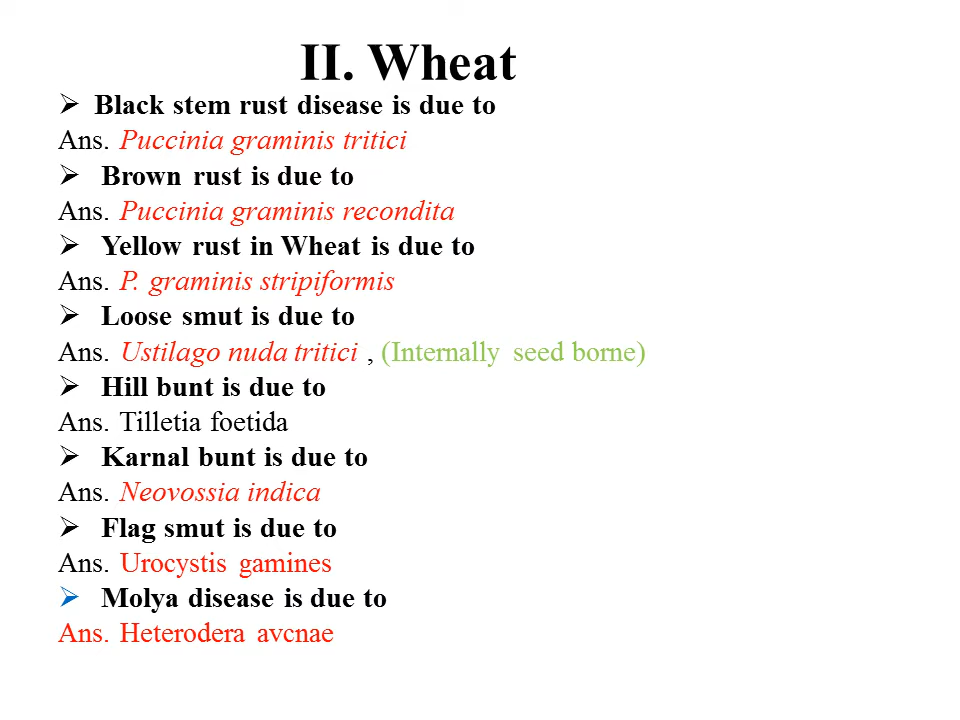 II. Wheat
➢ Black stem rust disease is due to
Ans. Puccinia graminis tritici
➢ Brown rust is due to
Ans. Puccinia graminis recondita
➢ Yellow rust in Wheat is due to
Ans. P. graminis stripiformis
➢ Loose smut is due to
Ans. Ustilago nuda tritici , (Internally seed borne)
➢ Hill bunt is due to
Ans. Tilletia foetida
➢ Karnal bunt is due to
Ans. Neovossia indica
➢ Flag smut is due to
Ans. Urocystis gamines
➢ Molya disease is due to
Ans. Heterodera avcnae